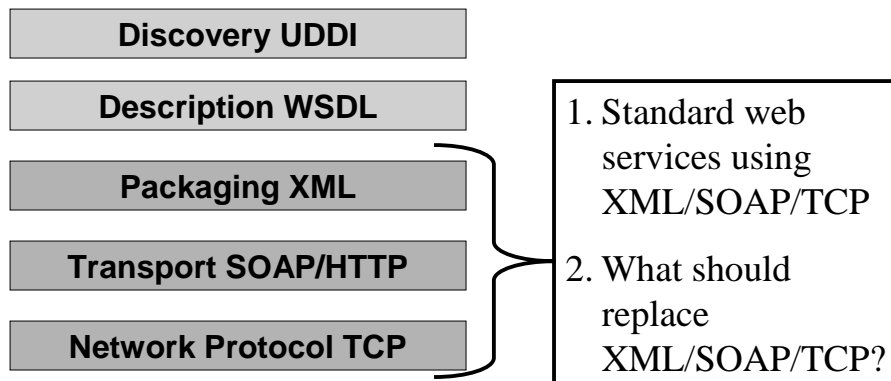 Discovery UDDI
Description WSDL
Packaging XML
Transport SOAP/HTTP
Network Protocol TCP
1. Standard web
services using
XML/SOAP/TCP
2. What should
replace
XML/SOAP/TCP?